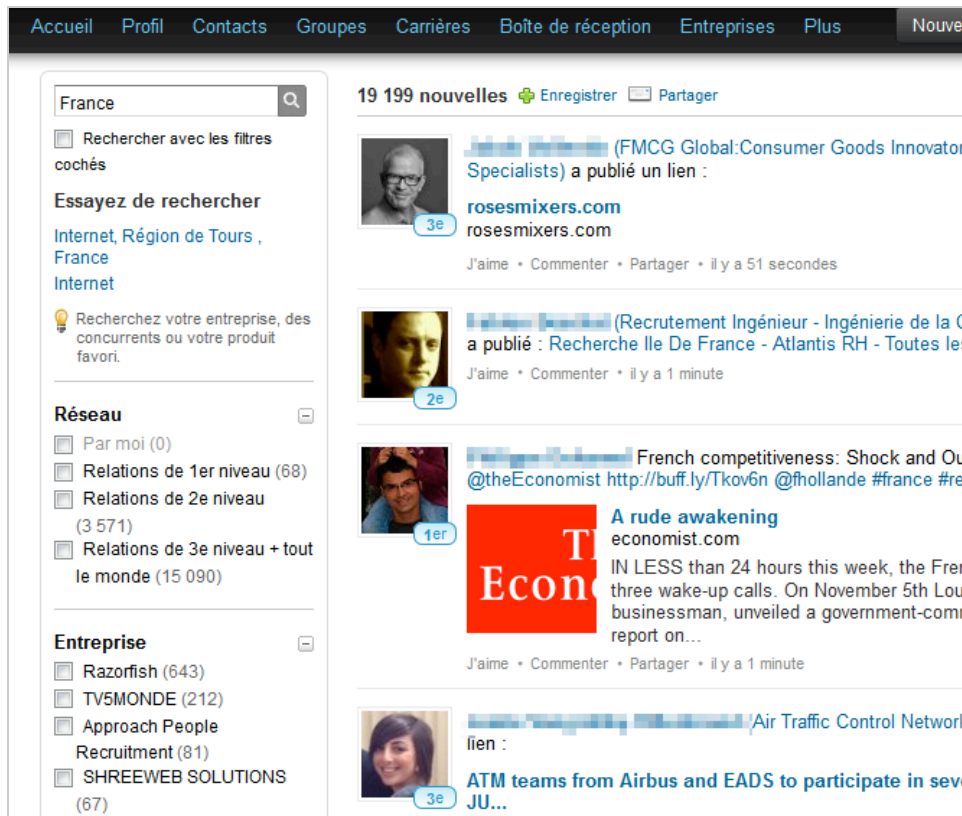 Accueil Profil Contacts Groupes Carrières Boîte de réception Entreprises Plus Nouve
France
Rechercher avec les filtres
cochés
Essayez de rechercher
Internet, Région de Tours ,
France
Internet
Recherchez votre entreprise, des
concurrents ou votre produit
favori.
Réseau
Par moi (0)
Relations de 1er niveau (68)
Relations de 2e niveau
(3 571)
Relations de 3e niveau + tout
le monde (15 090)
Entreprise
Razorfish (643)
TV5MONDE (212)
Approach People
Recruitment (81)
SHREEWEB SOLUTIONS
(67)
19 199 nouvelles Enregistrer Partager
(FMCG Global:Consumer Goods Innovator
Specialists) a publié un lien :
3e
rosesmixers.com
rosesmixers.com
J'aime • Commenter • Partager • il y a 51 secondes
(Recrutement Ingénieur - Ingénierie de la C
a publié : Recherche Ile De France - Atlantis RH - Toutes les
J'aime • Commenter • il y a 1 minute
2e
French competitiveness: Shock and Ou
@theEconomist http://buff.ly/Tkov6n @fhollande #france #re
1er
A rude awakening
economist.com
Th
Econo
IN LESS than 24 hours this week, the Fren
three wake-up calls. On November 5th Lou
businessman, unveiled a government-comm
report on...
J'aime • Commenter • Partager • il y a 1 minute
(Air Traffic Control Network
lien :
ATM teams from Airbus and EADS to participate in seve
3e
JU...